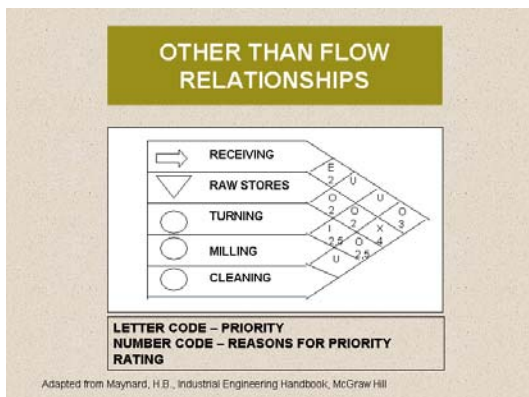 OTHER THAN FLOW
RELATIONSHIPS
RECEIVING
RAW STORES
TURNING
MILLING
CLEANING
E
2
U
O
2
U
I
2,5
O
2
O
3
U
O
2,5
X
4
LETTER CODE – PRIORITY
NUMBER CODE – REASONS FOR PRIORITY
RATING
Adapted from Maynard, H.B., Industrial Engineering Handbook, McGraw Hill